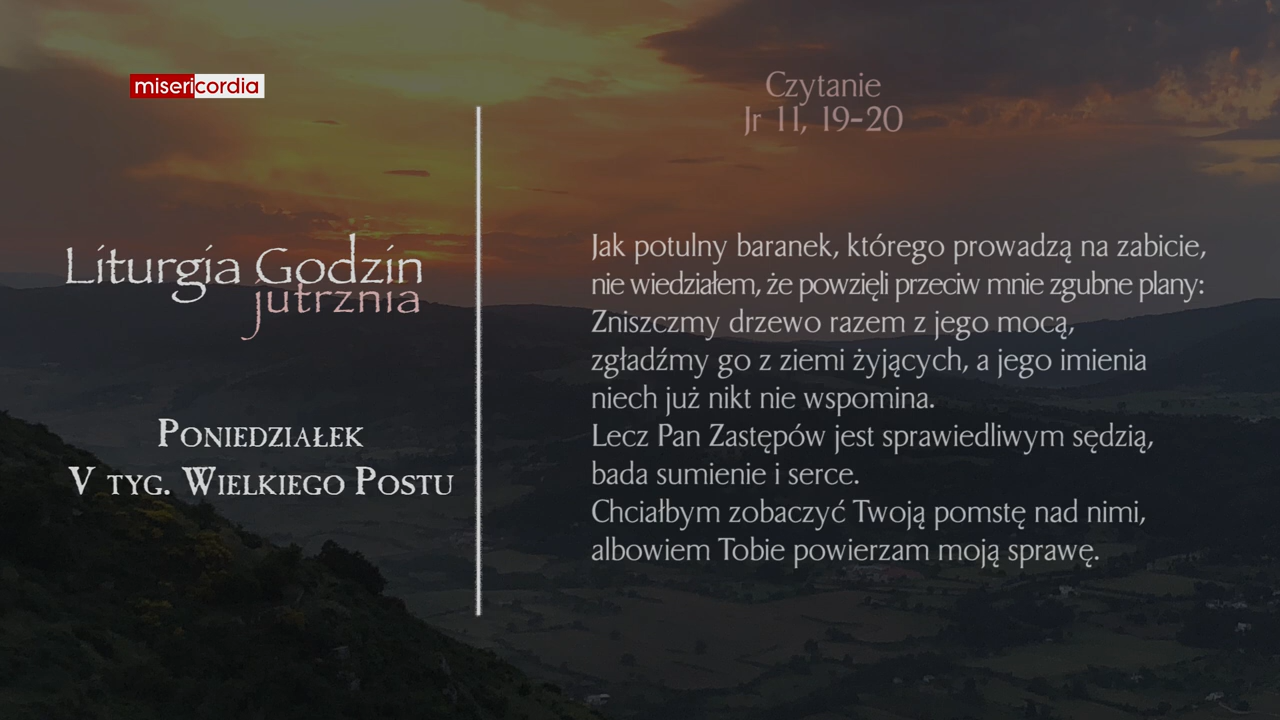 misericordia
Liturgia Godzin
jutrznia
Poniedziałek
V tyg. Wielkiego Postu
Czytanie
Jr 11, 19-20
Jak potulny baranek, którego prowadzą na zabicie,
nie wiedziałem, że powzięli przeciw mnie zgubne plany:
Zniszczmy drzewo razem z jego mocą,
zgładźmy go z ziemi żyjących, a jego imienia
niech już nikt nie wspomina.
Lecz Pan Zastępów jest sprawiedliwym sędzią,
bada sumienie i serce.
Chciałbym zobaczyć Twoją pomstę nad nimi,
albowiem Tobie powierzam moją sprawę.